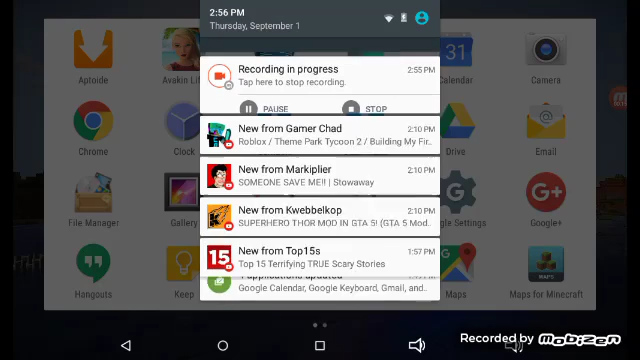 2:56 PM
Thursday, September 1
Aptoide
Avakin Lif
Calendar
31
Camera
Recording in progress
2:55 PM
Tap here to stop recording.
PAUSE
STOP
New from Gamer Chad
2:10 PM
Roblox / Theme Park Tycoon 2 / Building My Fir..
Chrome
Clock
Drive
Email
New from Markiplier
2:10 PM
SOMEONE SAVE ME!! | Stowaway
New from Kwebbelkop
2:10 PM
SUPERHERO THOR MOD IN GTA 5! (GTA 5 Mod..
File Manager
Gallery
Google Settings
G+
Google+
15
New from Top15s
1:57 PM
Top 15 Terrifying TRUE Scary Stories
applications updated
Google Calendar, Google Keyboard, Gmail, and..
Hangouts
Keep
Maps
MAPS
Maps for Minecraft
Recorded by MOBIZEN